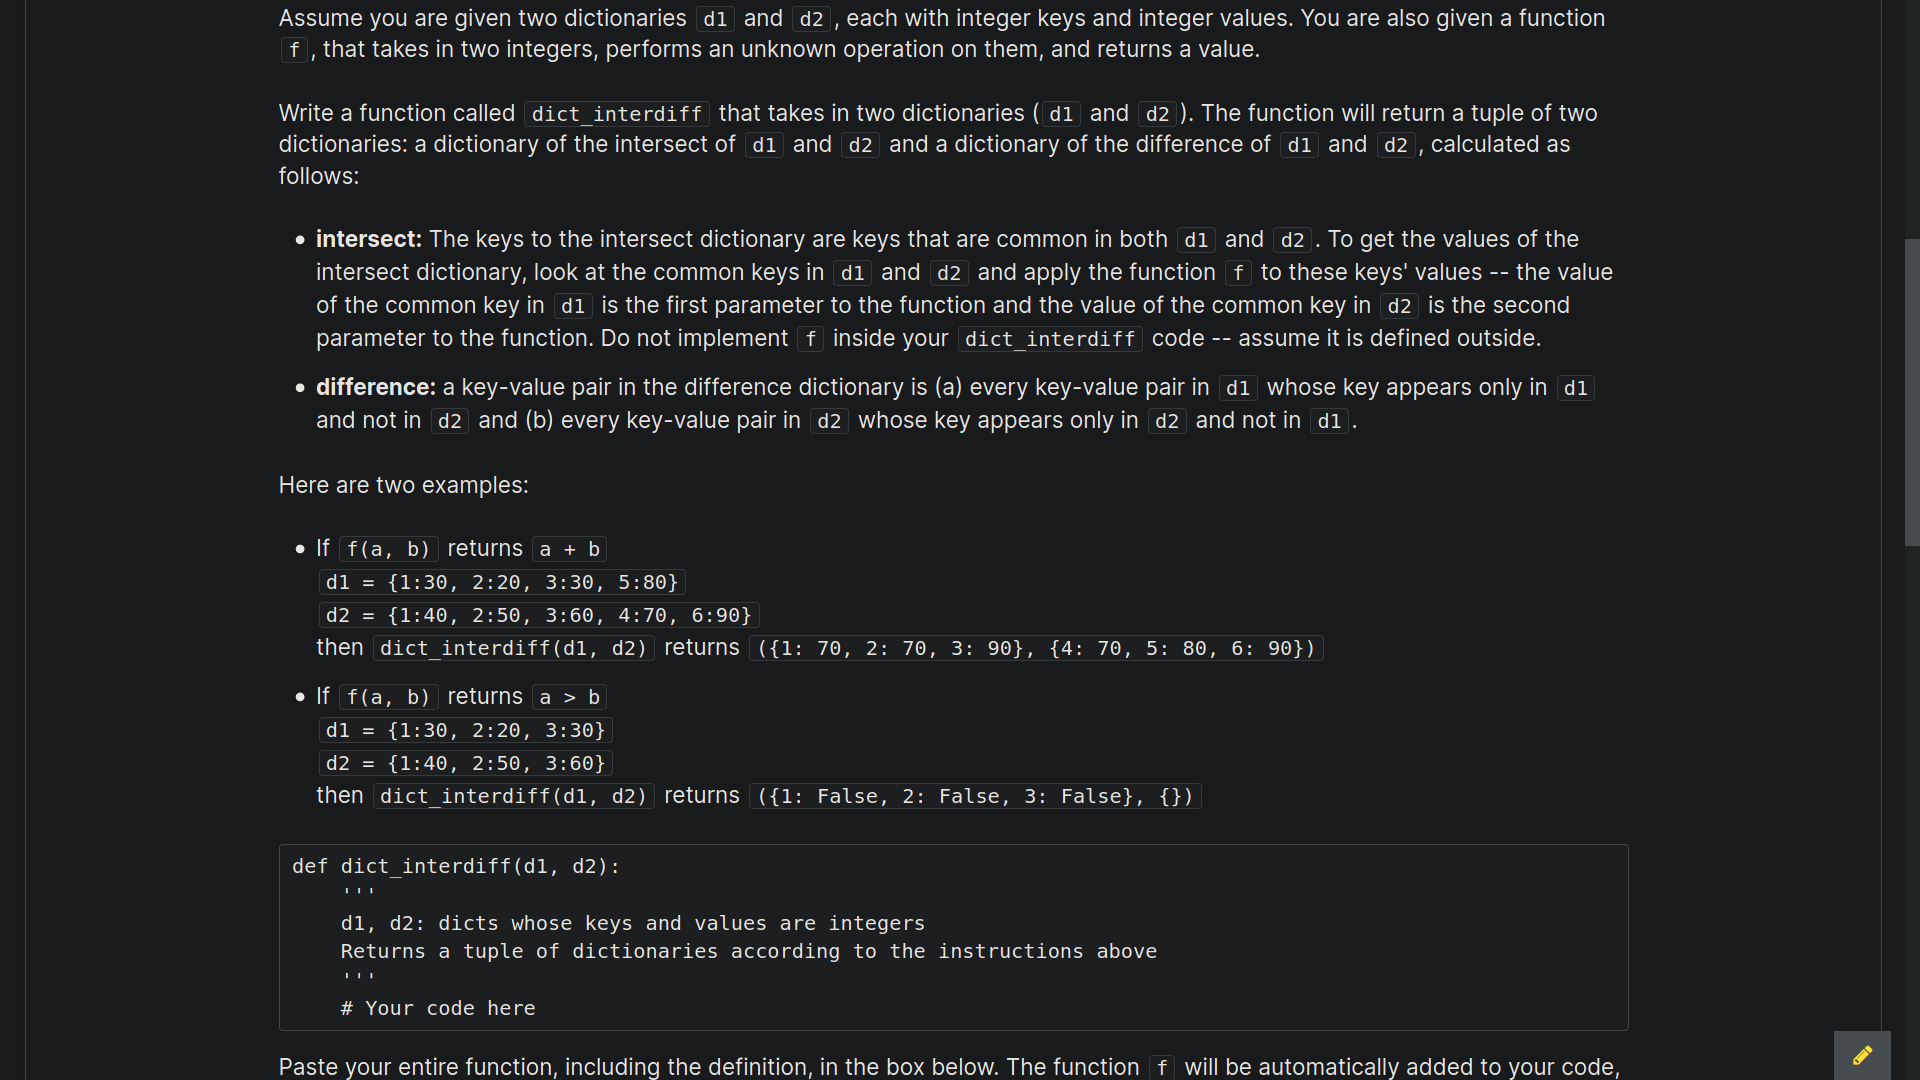 Assume you are given two dictionaries d1 and d2, each with integer keys and integer values. You are also given a function
f, that takes in two integers, performs an unknown operation on them, and returns a value.
Write a function called dict_interdiff that takes in two dictionaries (d1 and d2). The function will return a tuple of two
dictionaries: a dictionary of the intersect of d1 and d2 and a dictionary of the difference of d1 and d2, calculated as
follows:
• intersect: The keys to the intersect dictionary are keys that are common in both d1 and d2. To get the values of the
intersect dictionary, look at the common keys in d1 and d2 and apply the function f to these keys' values -- the value
of the common key in d1 is the first parameter to the function and the value of the common key in d2 is the second
parameter to the function. Do not implement f inside your dict_interdiff code -- assume it is defined outside.
• difference: a key-value pair in the difference dictionary is (a) every key-value pair in d1 whose key appears only in d1
and not in d2 and (b) every key-value pair in d2 whose key appears only in d2 and not in d1.
Here are two examples:
• If f(a, b) returns a + b
d1 = {1:30, 2:20, 3:30, 5:80}
d2 = {1:40, 2:50, 3:60, 4:70, 6:90}
then dict_interdiff(d1, d2) returns ({1: 70, 2: 70, 3: 90}, {4: 70, 5: 80, 6: 90})
• If f(a, b) returns a > b
d1 = {1:30, 2:20, 3:30}
d2 = {1:40, 2:50, 3:60}
then dict_interdiff(d1, d2) returns ({1: False, 2: False, 3: False}, {})
def dict_interdiff(d1, d2):
    '''
    d1, d2: dicts whose keys and values are integers
    Returns a tuple of dictionaries according to the instructions above
    '''
    # Your code here
Paste your entire function, including the definition, in the box below. The function f will be automatically added to your code,